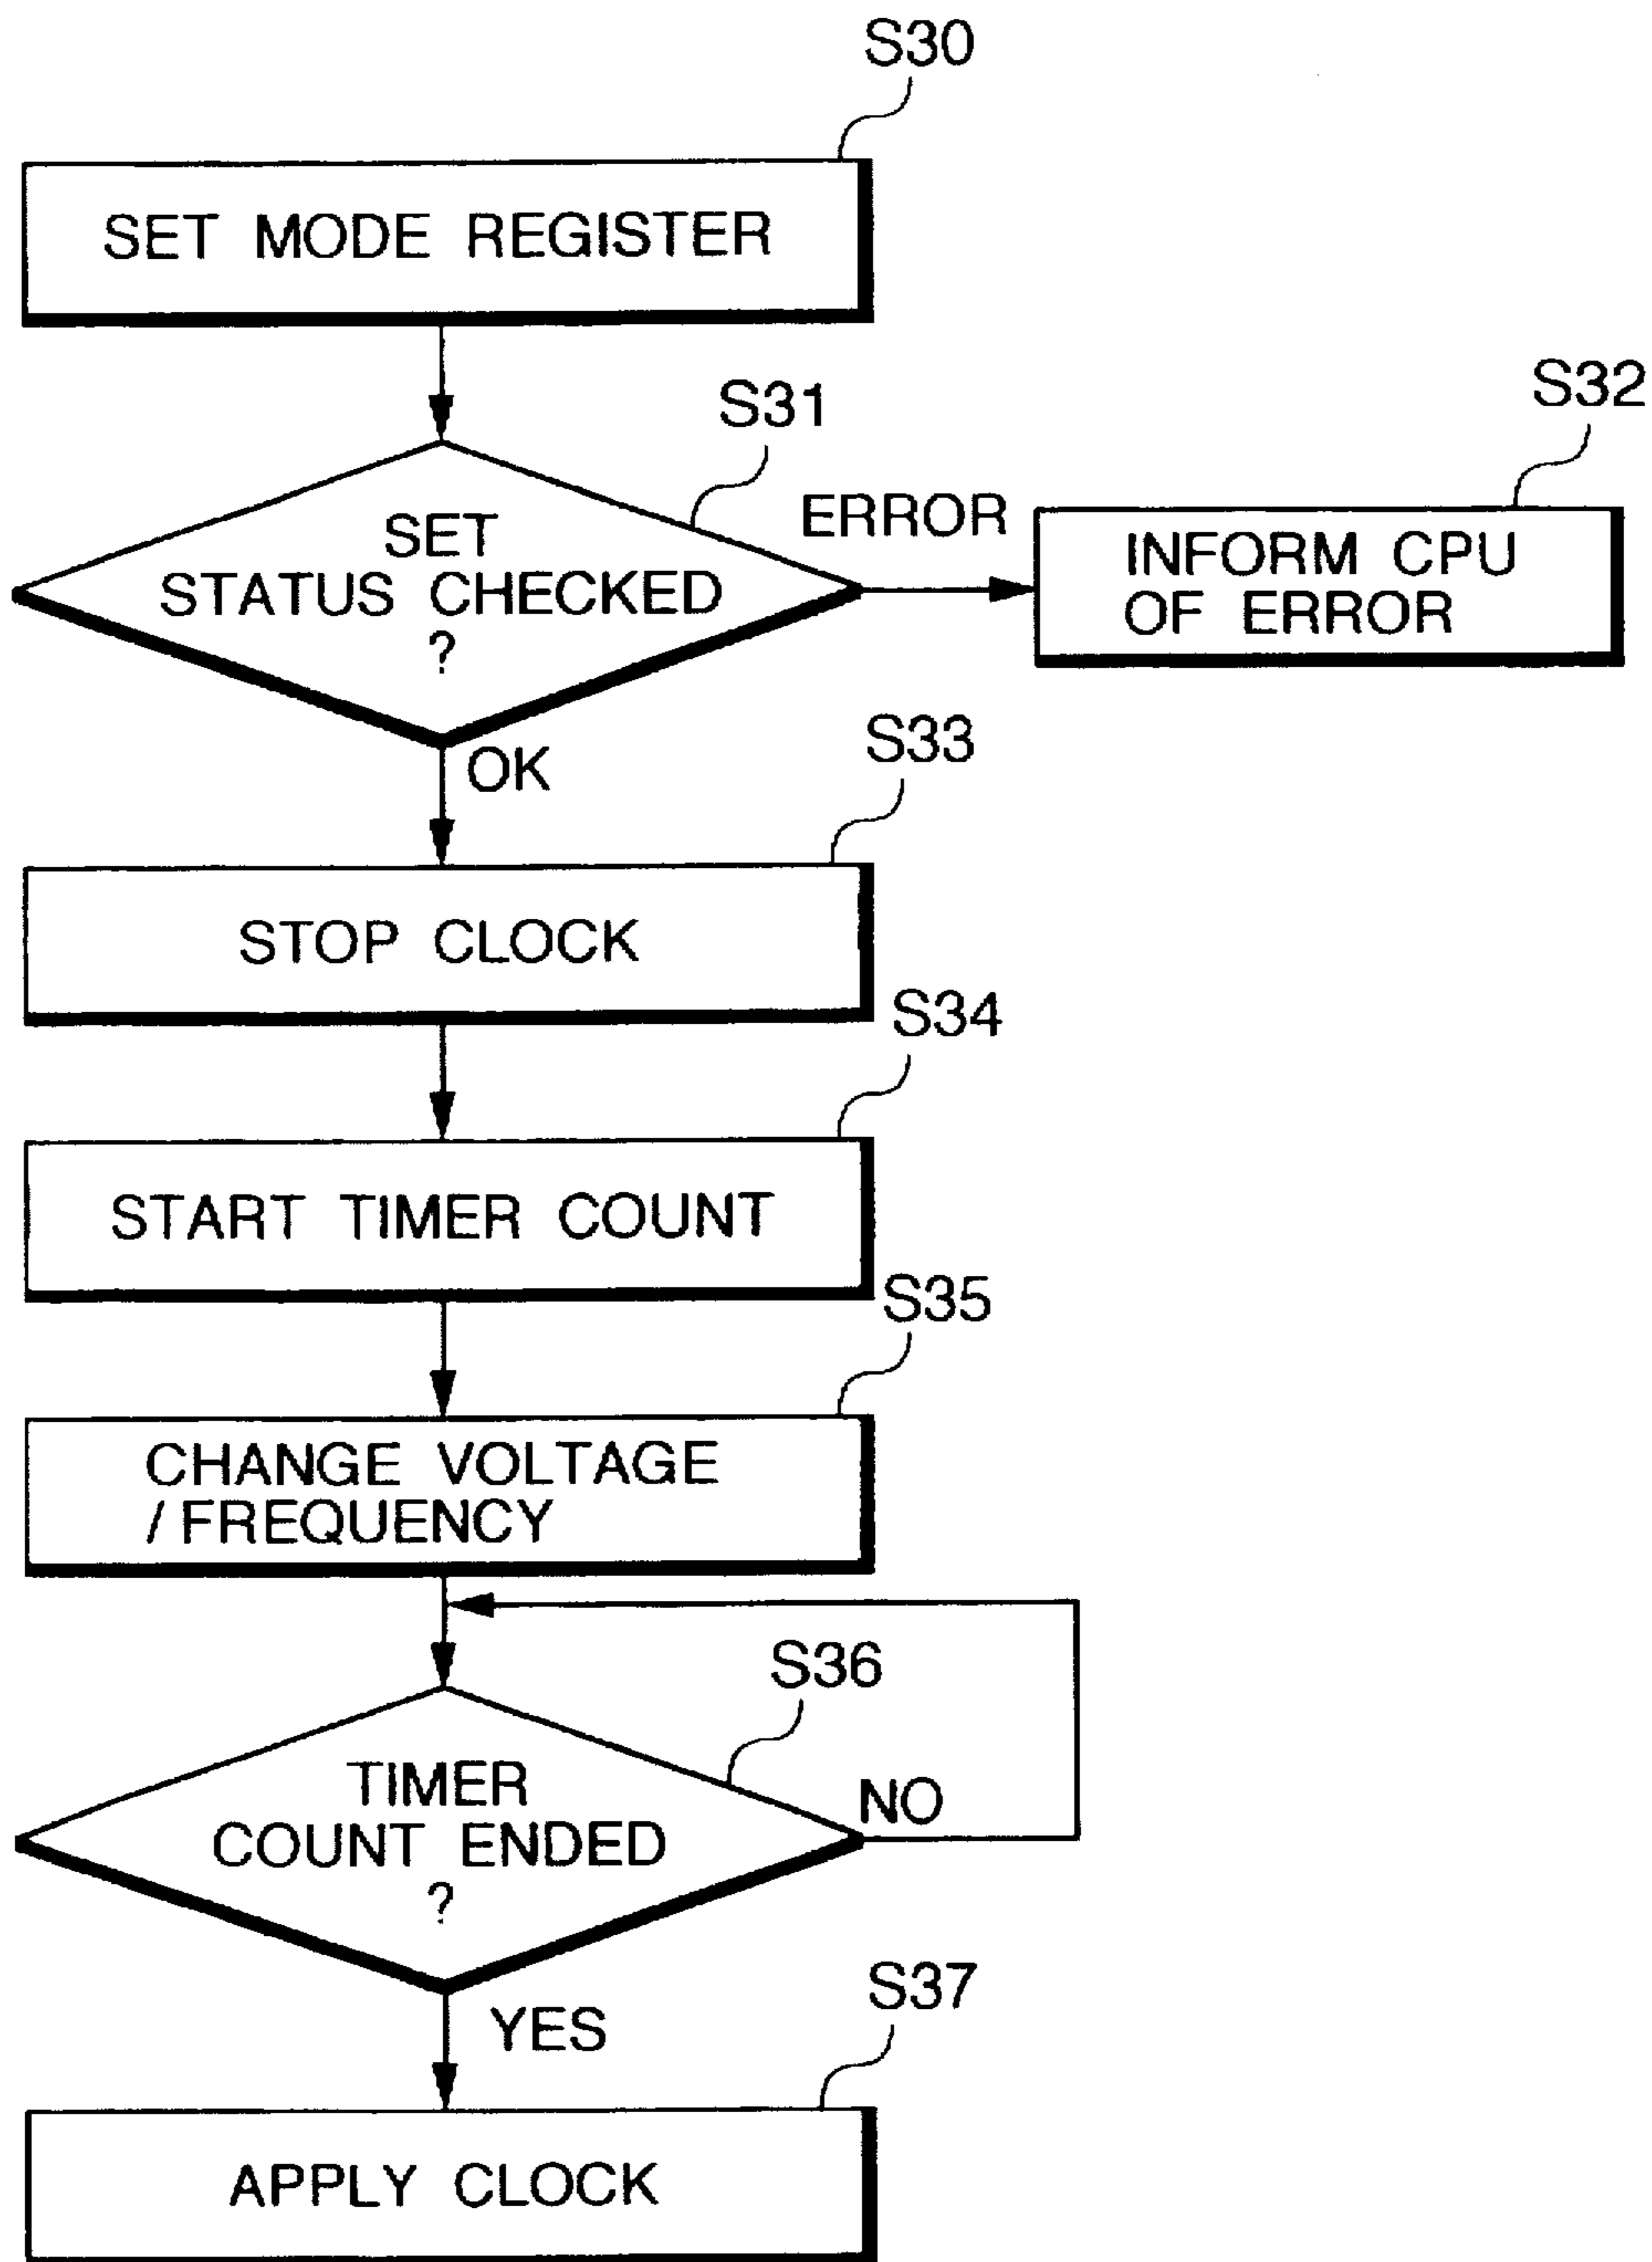 S30
SET MODE REGISTER
S31
SET
STATUS CHECKED
?
ERROR
S32
INFORM CPU
OF ERROR
OK
S33
STOP CLOCK
S34
START TIMER COUNT
S35
CHANGE VOLTAGE
/ FREQUENCY
S36
TIMER
COUNT ENDED
?
NO
YES
S37
APPLY CLOCK